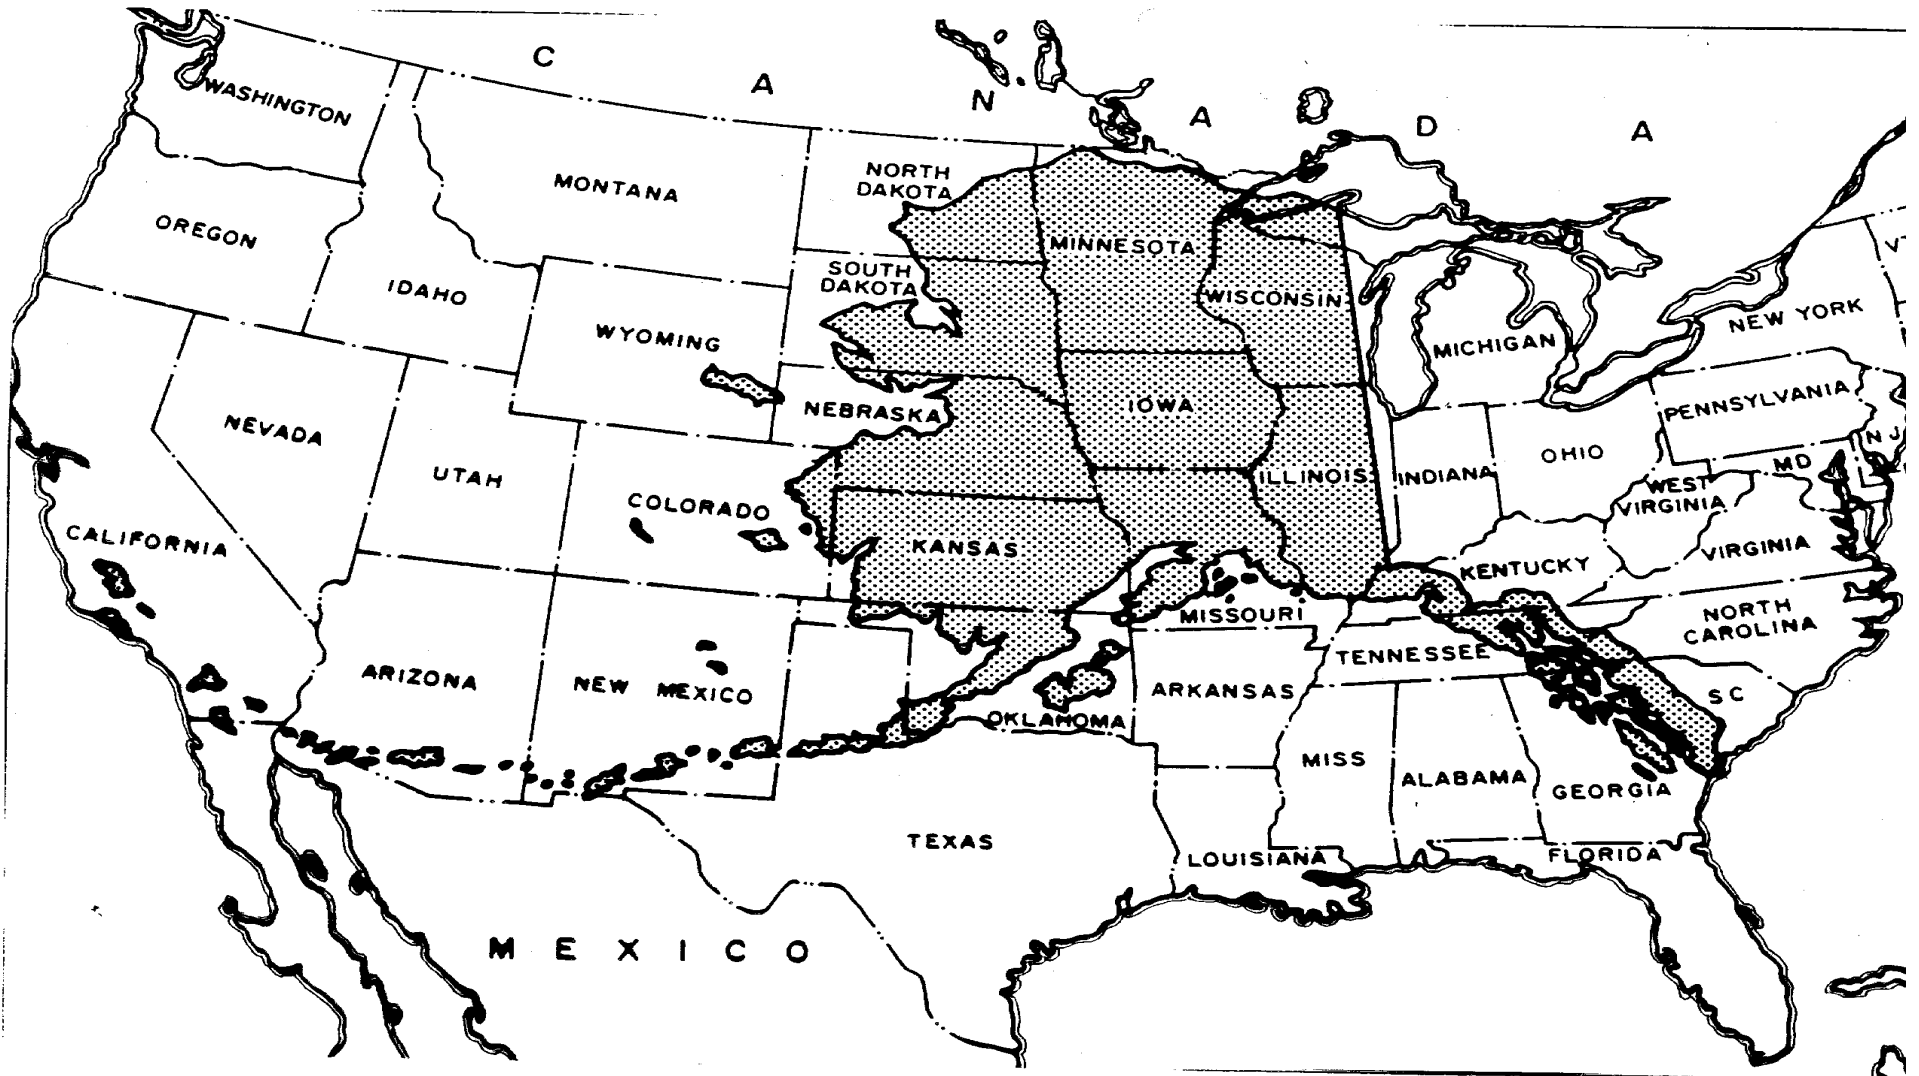 C A N A D A
WASHINGTON
MONTANA
NORTH
DAKOTA
MINNESOTA
OREGON
IDAHO
SOUTH
DAKOTA
WISCONSIN
WYOMING
MICHIGAN
NEW YORK
NEBRASKA
IOWA
PENNSYLVANIA
NEVADA
UTAH
COLORADO
ILLINOIS
INDIANA
OHIO
N J
MD
WEST
VIRGINIA
CALIFORNIA
KANSAS
KENTUCKY
VIRGINIA
MISSOURI
NORTH
CAROLINA
TENNESSEE
ARIZONA
NEW MEXICO
ARKANSAS
S C
OKLAHOMA
MISS
ALABAMA
GEORGIA
TEXAS
LOUISIANA
FLORIDA
MEXICO